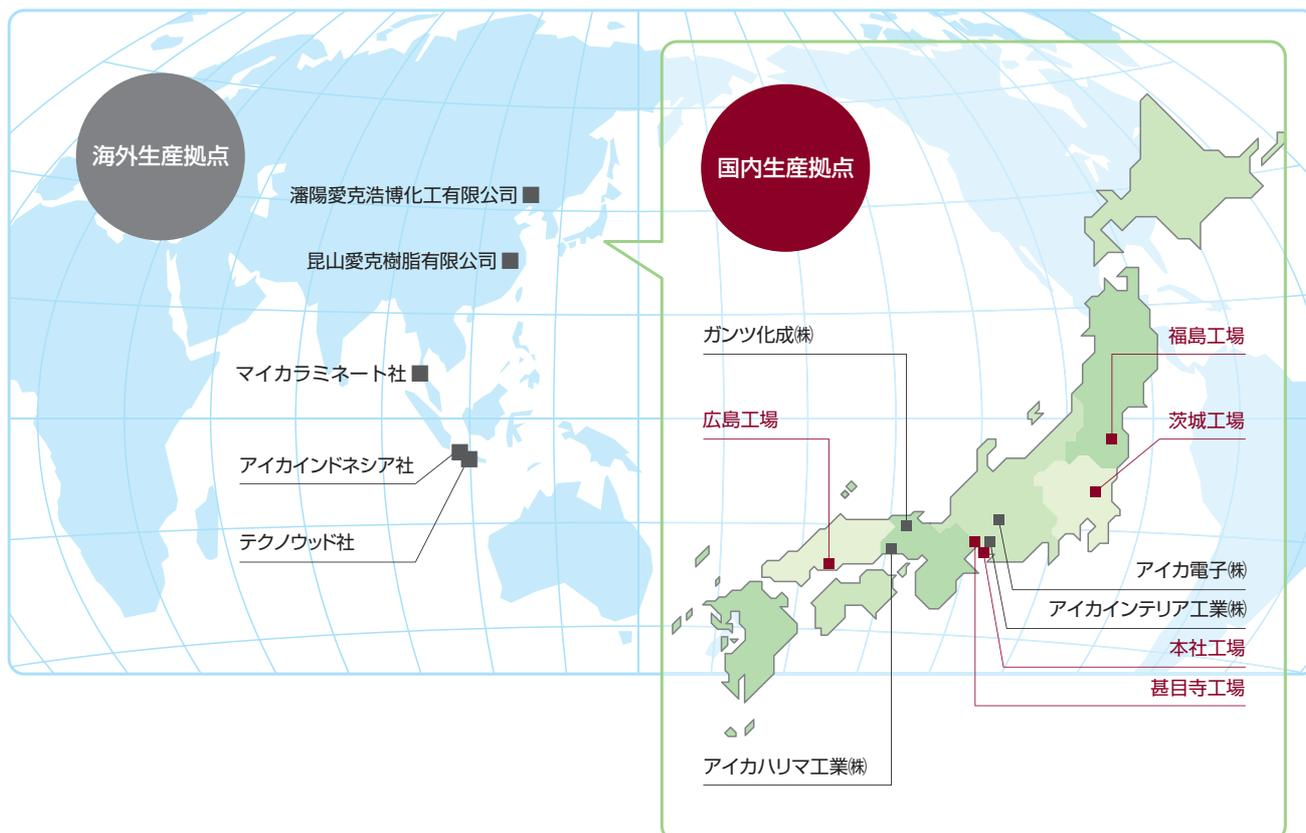 海外生産拠点
瀋陽愛克浩博化工有限公司
昆山愛克樹脂有限公司
マイカラミネート社
アイカインドネシア社
テクノウッド社
国内生産拠点
ガンツ化成㈱
広島工場
アイカハリマ工業㈱
福島工場
茨城工場
アイカ電子㈱
アイカインテリア工業㈱
本社工場
甚目寺工場